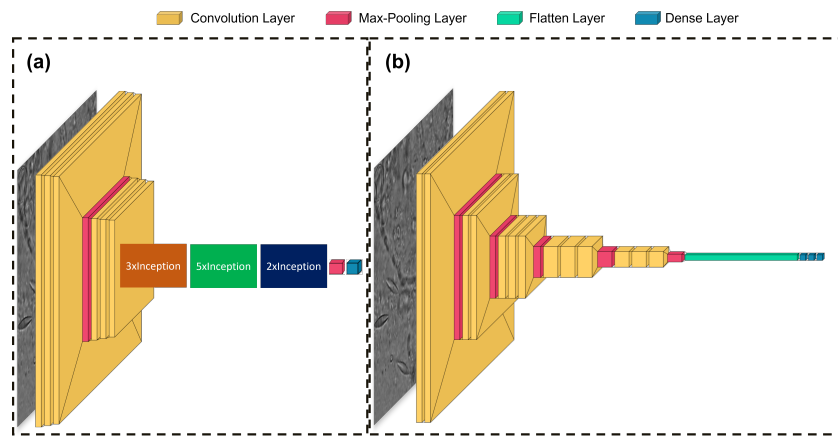 Convolution Layer
Max-Pooling Layer
Flatten Layer
Dense Layer
(a)
(b)
3xInception
5xInception
2xInception